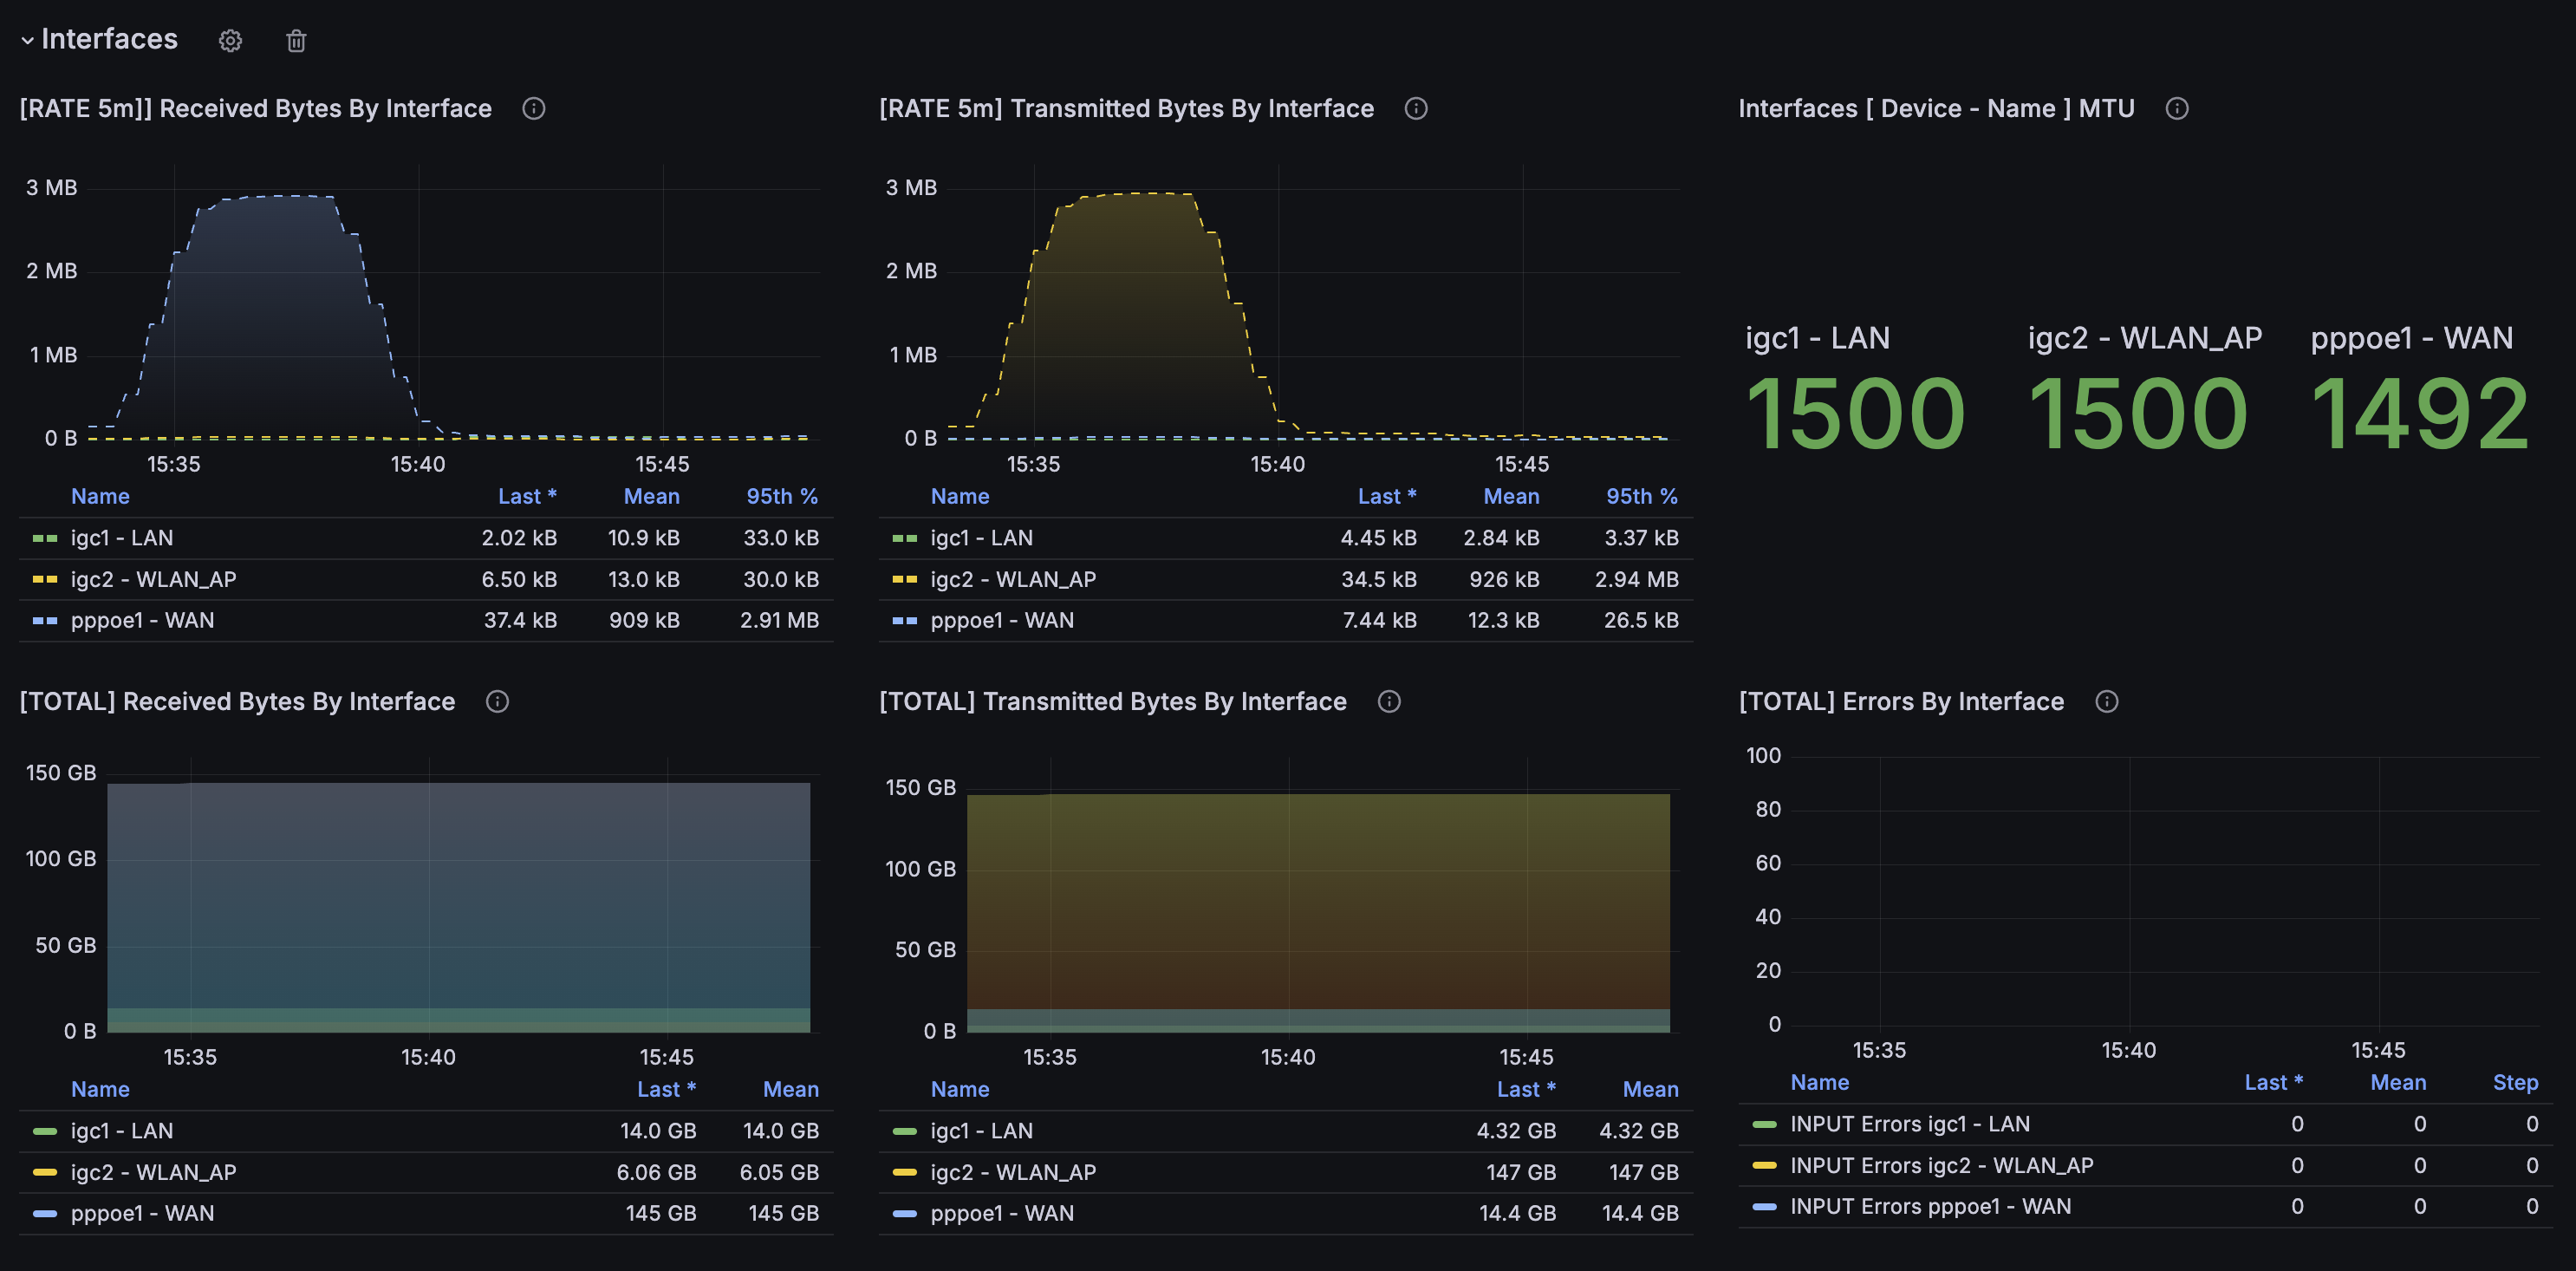 Interfaces
[RATE 5m]] Received Bytes By Interface
3 MB
2 MB
1 MB
0 B
15:35 15:40 15:45
Name Last * Mean 95th %
igc1 - LAN 2.02 kB 10.9 kB 33.0 kB
igc2 - WLAN_AP 6.50 kB 13.0 kB 30.0 kB
pppoe1 - WAN 37.4 kB 909 kB 2.91 MB
[RATE 5m] Transmitted Bytes By Interface
3 MB
2 MB
1 MB
0 B
15:35 15:40 15:45
Name Last * Mean 95th %
igc1 - LAN 4.45 kB 2.84 kB 3.37 kB
igc2 - WLAN_AP 34.5 kB 926 kB 2.94 MB
pppoe1 - WAN 7.44 kB 12.3 kB 26.5 kB
Interfaces [ Device - Name ] MTU
igc1 - LAN igc2 - WLAN_AP pppoe1 - WAN
1500 1500 1492
[TOTAL] Received Bytes By Interface
150 GB
100 GB
50 GB
0 B
15:35 15:40 15:45
Name Last * Mean
igc1 - LAN 14.0 GB 14.0 GB
igc2 - WLAN_AP 6.06 GB 6.05 GB
pppoe1 - WAN 145 GB 145 GB
[TOTAL] Transmitted Bytes By Interface
150 GB
100 GB
50 GB
0 B
15:35 15:40 15:45
Name Last * Mean
igc1 - LAN 4.32 GB 4.32 GB
igc2 - WLAN_AP 147 GB 147 GB
pppoe1 - WAN 14.4 GB 14.4 GB
[TOTAL] Errors By Interface
100
80
60
40
20
0
15:35 15:40 15:45
Name Last * Mean Step
INPUT Errors igc1 - LAN 0 0 0
INPUT Errors igc2 - WLAN_AP 0 0 0
INPUT Errors pppoe1 - WAN 0 0 0